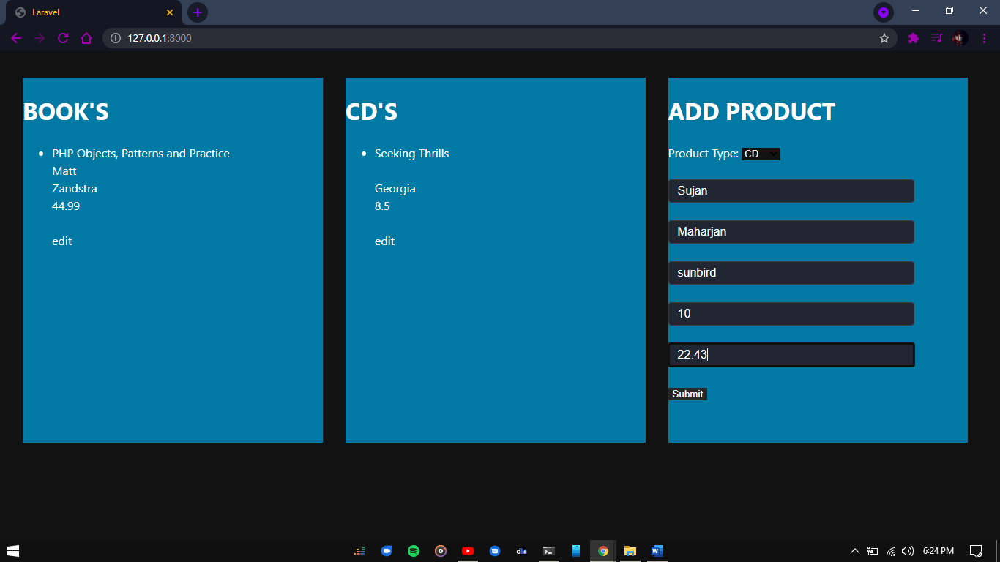 Laravel
127.0.0.1:8000
BOOK'S
PHP Objects, Patterns and Practice
Matt
Zandstra
44.99
edit
CD'S
Seeking Thrills
Georgia
8.5
edit
ADD PRODUCT
Product Type: CD
Sujan
Maharjan
sunbird
10
22.43
Submit
6:24 PM